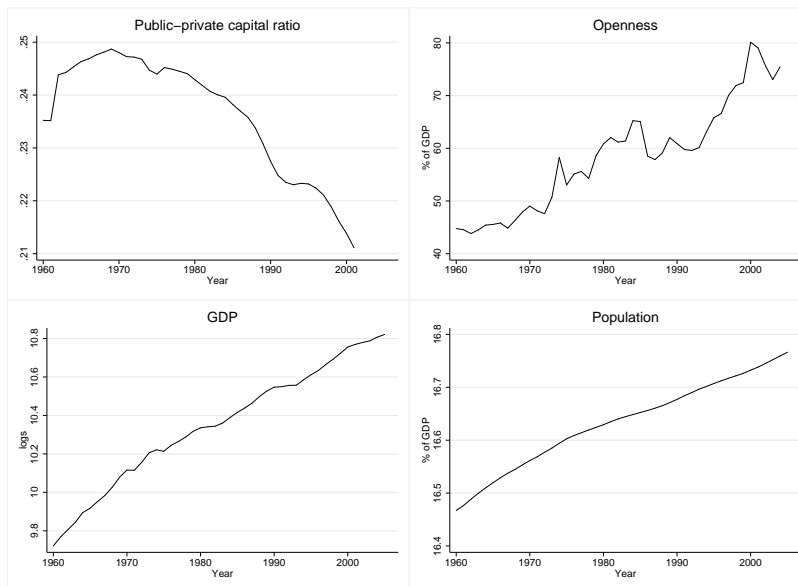 Public−private capital ratio
.25
.24
.23
.22
.21
1960 1970 1980 1990 2000
Year
Openness
% of GDP
80
70
60
50
40
1960 1970 1980 1990 2000
Year
GDP
logs
10.8
10.6
10.4
10.2
10
9.8
1960 1970 1980 1990 2000
Year
Population
% of GDP
16.8
16.7
16.6
16.5
16.4
1960 1970 1980 1990 2000
Year